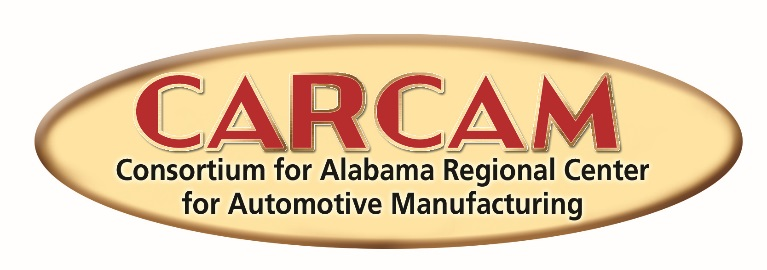 CARCAM
Consortium for Alabama Regional Center
for Automotive Manufacturing